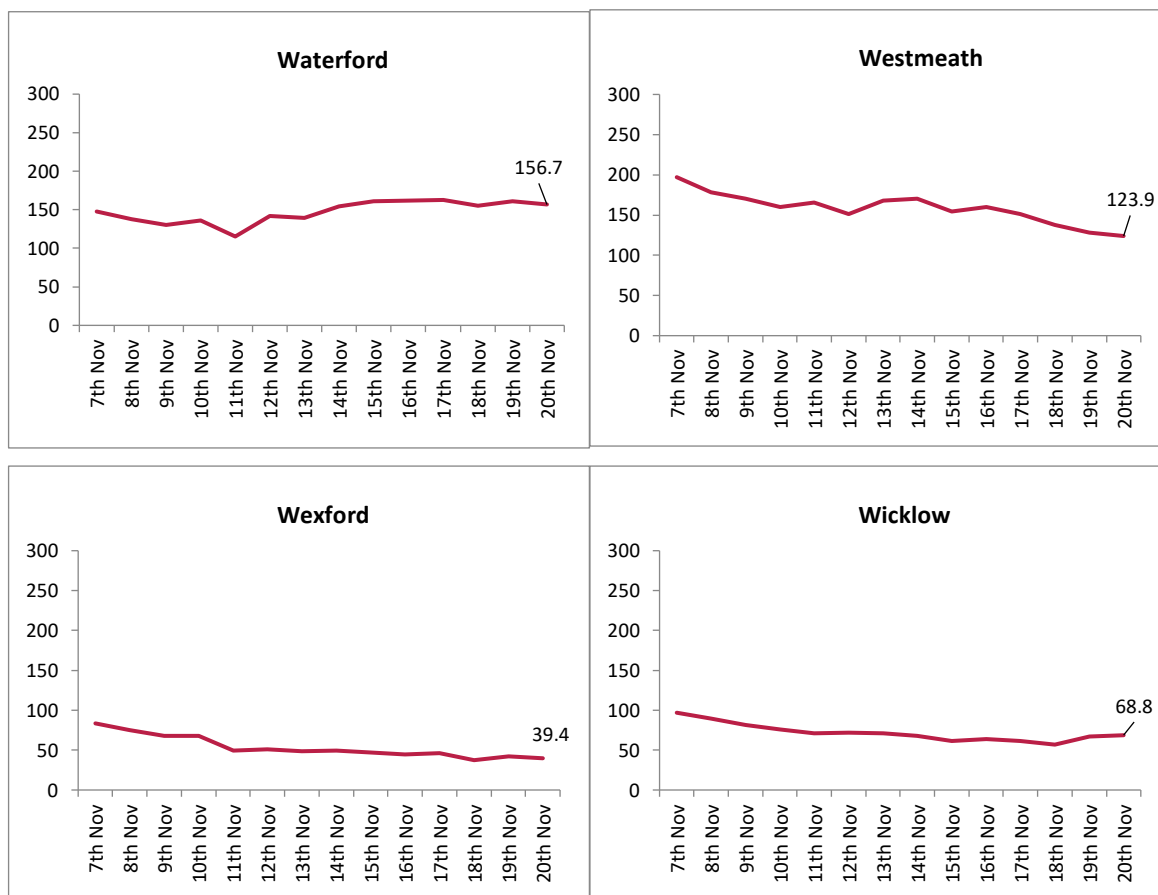 Waterford
300
250
200
150
100
50
0
156.7
7th Nov
8th Nov
9th Nov
10th Nov
11th Nov
12th Nov
13th Nov
14th Nov
15th Nov
16th Nov
17th Nov
18th Nov
19th Nov
20th Nov
Westmeath
300
250
200
150
100
50
0
123.9
7th Nov
8th Nov
9th Nov
10th Nov
11th Nov
12th Nov
13th Nov
14th Nov
15th Nov
16th Nov
17th Nov
18th Nov
19th Nov
20th Nov
Wexford
300
250
200
150
100
50
0
39.4
7th Nov
8th Nov
9th Nov
10th Nov
11th Nov
12th Nov
13th Nov
14th Nov
15th Nov
16th Nov
17th Nov
18th Nov
19th Nov
20th Nov
Wicklow
300
250
200
150
100
50
0
68.8
7th Nov
8th Nov
9th Nov
10th Nov
11th Nov
12th Nov
13th Nov
14th Nov
15th Nov
16th Nov
17th Nov
18th Nov
19th Nov
20th Nov